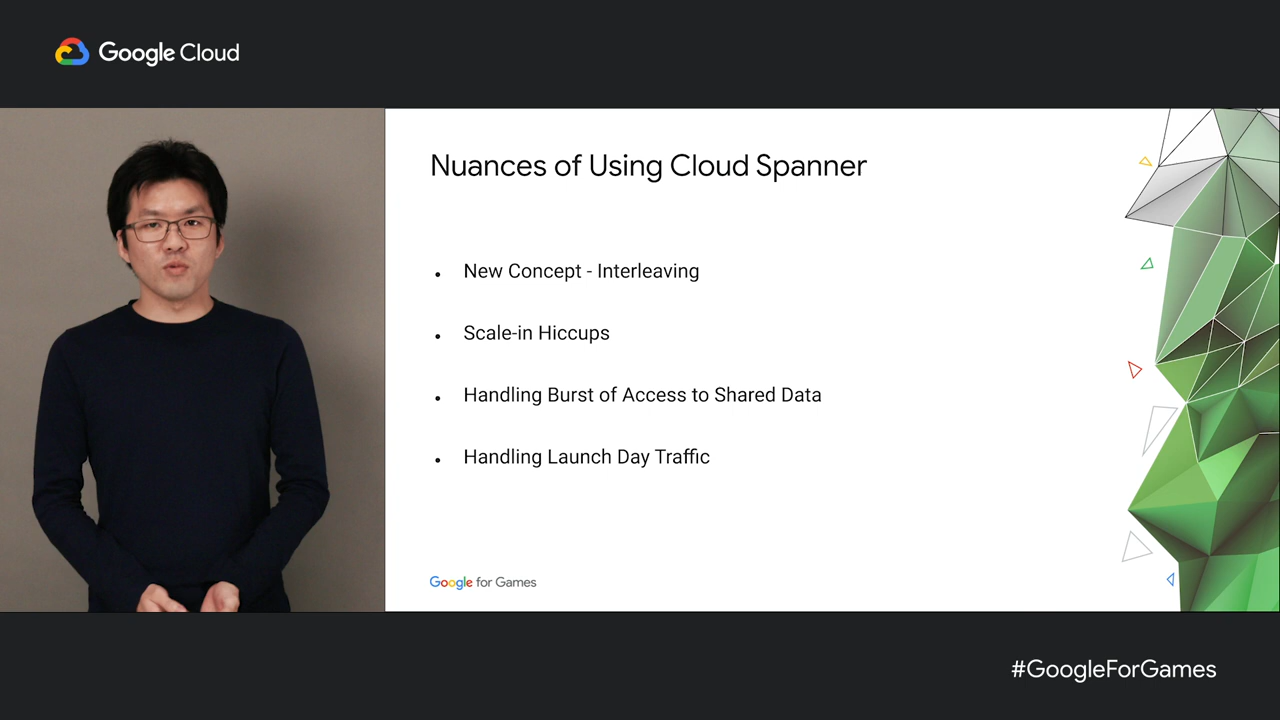 Google Cloud
Nuances of Using Cloud Spanner
• New Concept - Interleaving
• Scale-in Hiccups
• Handling Burst of Access to Shared Data
• Handling Launch Day Traffic
Google for Games
#GoogleForGames